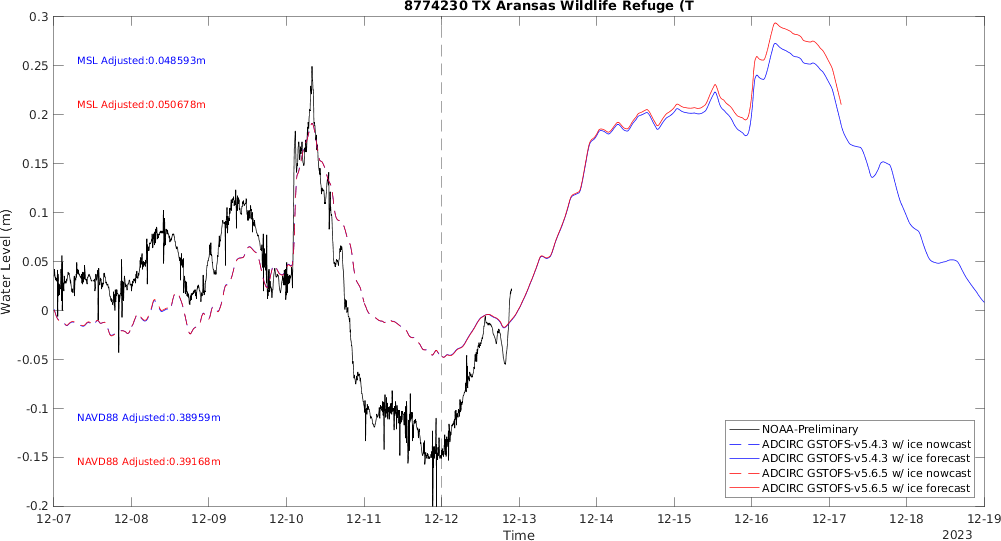 8774230 TX Aransas Wildlife Refuge (T
0.3
0.25
0.2
0.15
0.1
0.05
0
-0.05
-0.1
-0.15
-0.2
Water Level (m)
MSL Adjusted:0.048593m
MSL Adjusted:0.050678m
NAVD88 Adjusted:0.38959m
NAVD88 Adjusted:0.39168m
NOAA-Preliminary
ADCIRC GSTOFS-v5.4.3 w/ ice nowcast
ADCIRC GSTOFS-v5.4.3 w/ ice forecast
ADCIRC GSTOFS-v5.6.5 w/ ice nowcast
ADCIRC GSTOFS-v5.6.5 w/ ice forecast
12-07 12-08 12-09 12-10 12-11 12-12 12-13 12-14 12-15 12-16 12-17 12-18 12-19
Time
2023